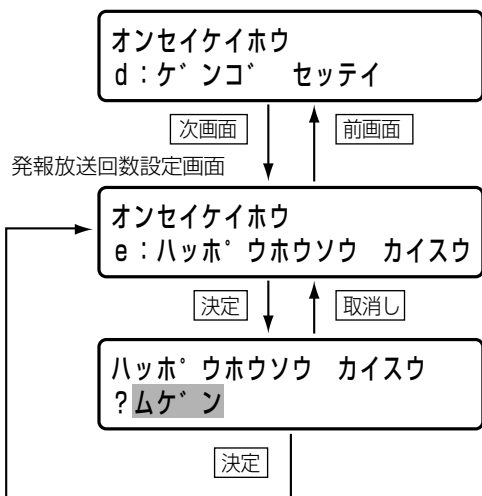 オンセイケイホウ
d：ケ゛ンコ゛　セッテイ
次画面　前画面
発報放送回数設定画面
オンセイケイホウ
e：ハッホ゜ウホウソウ　カイスウ
決定　取消し
ハッホ゜ウホウソウ　カイスウ
?ムケ゛ン
決定